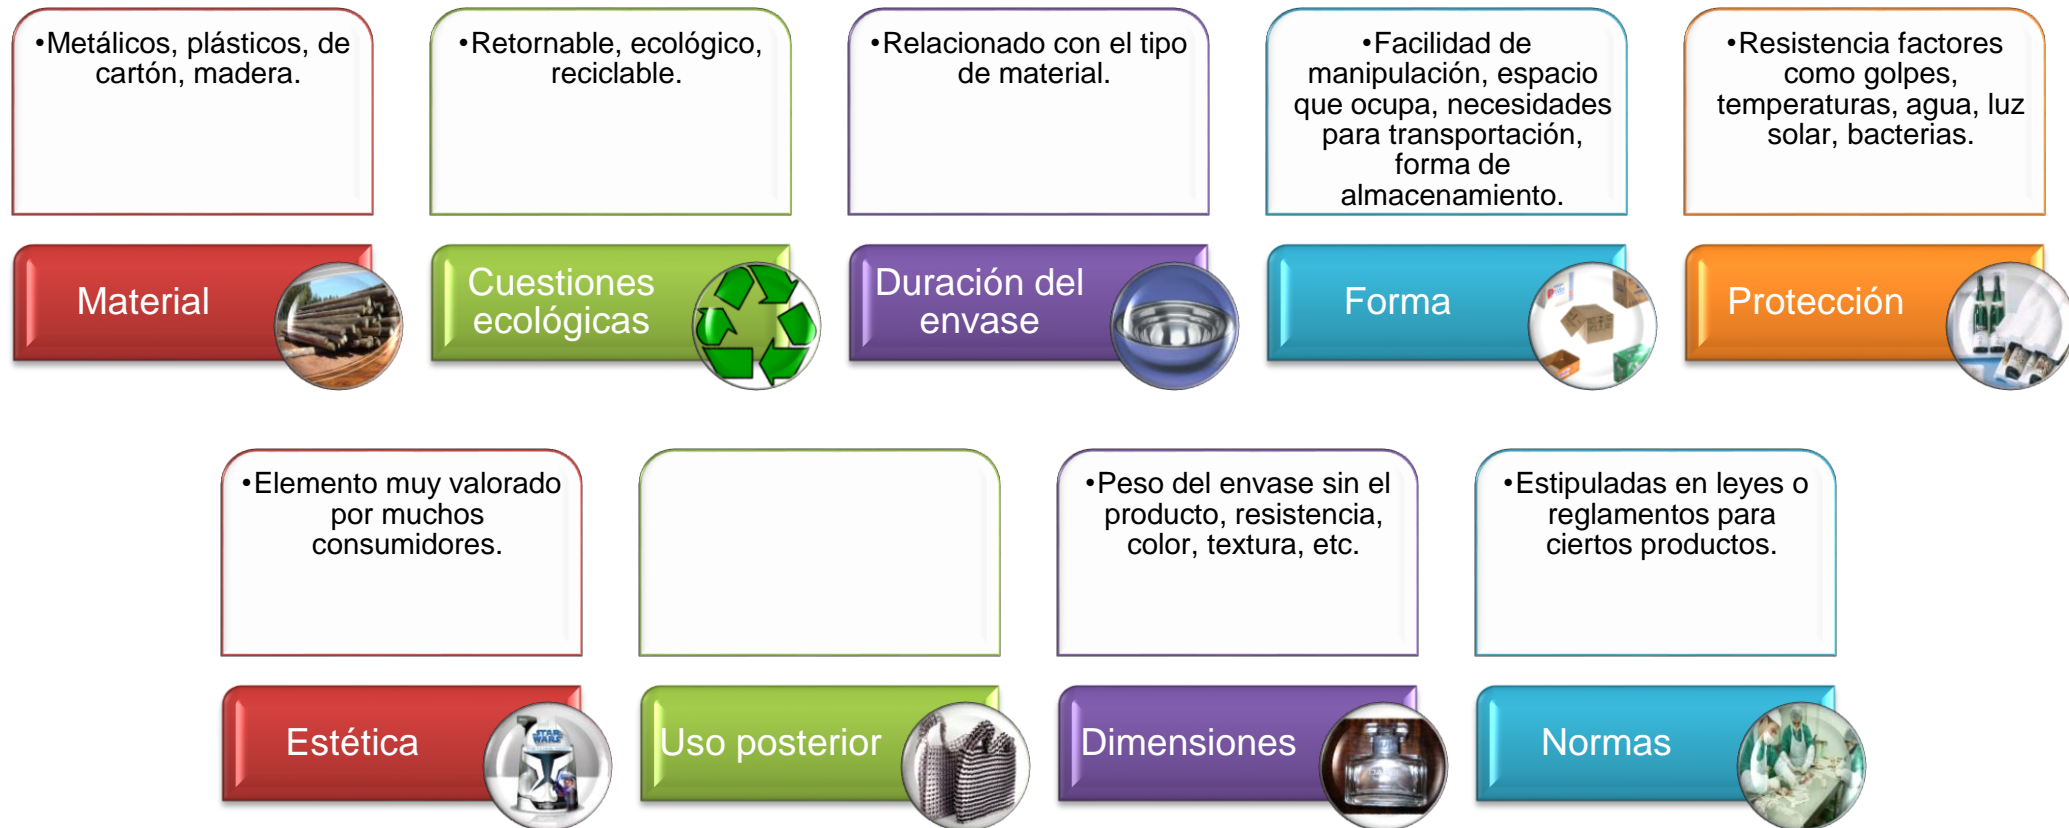 •Metálicos, plásticos, de
cartón, madera.
•Retornable, ecológico,
reciclable.
•Relacionado con el tipo
de material.
•Facilidad de
manipulación, espacio
que ocupa, necesidades
para transportación,
forma de
almacenamiento.
•Resistencia factores
como golpes,
temperaturas, agua, luz
solar, bacterias.
Material
Cuestiones
ecológicas
Duración del
envase
Forma
Protección
•Elemento muy valorado
por muchos
consumidores.
•Peso del envase sin el
producto, resistencia,
color, textura, etc.
•Estipuladas en leyes o
reglamentos para
ciertos productos.
Estética
STAR
WARS
Uso posterior
Dimensiones
Normas